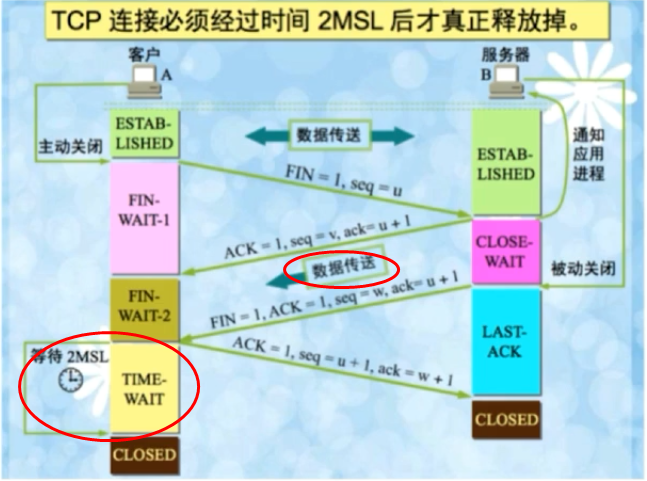 TCP 连接必须经过时间 2MSL 后才真正释放掉。
客户
A
服务器
B
ESTAB-
LISHED
数据传送
主动关闭
ESTAB-
LISHED
通知
应用
进程
FIN = 1, seq = u
FIN-
WAIT-1
ACK = 1, seq = v, ack= u + 1
CLOSE-
WAIT
数据传送
被动关闭
FIN-
WAIT-2
FIN = 1, ACK = 1, seq = w, ack= u + 1
LAST-
ACK
等待 2MSL
ACK = 1, seq = u + 1, ack = w + 1
TIME-
WAIT
CLOSED
CLOSED